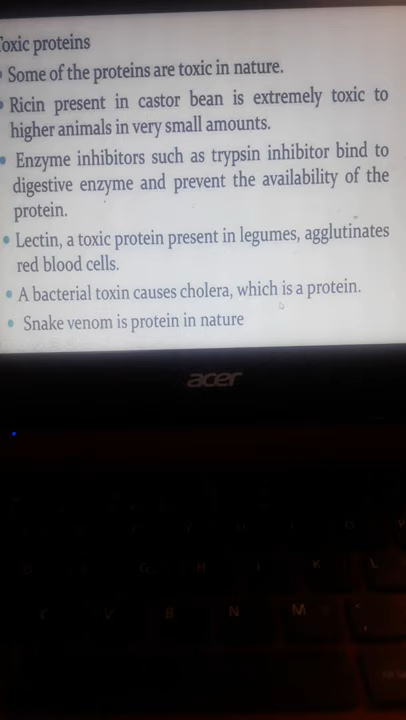 Toxic proteins
• Some of the proteins are toxic in nature.
• Ricin present in castor bean is extremely toxic to
higher animals in very small amounts.
• Enzyme inhibitors such as trypsin inhibitor bind to
digestive enzyme and prevent the availability of the
protein.
• Lectin, a toxic protein present in legumes, agglutinates
red blood cells.
• A bacterial toxin causes cholera, which is a protein.
• Snake venom is protein in nature
acer
G H K L
V B N M